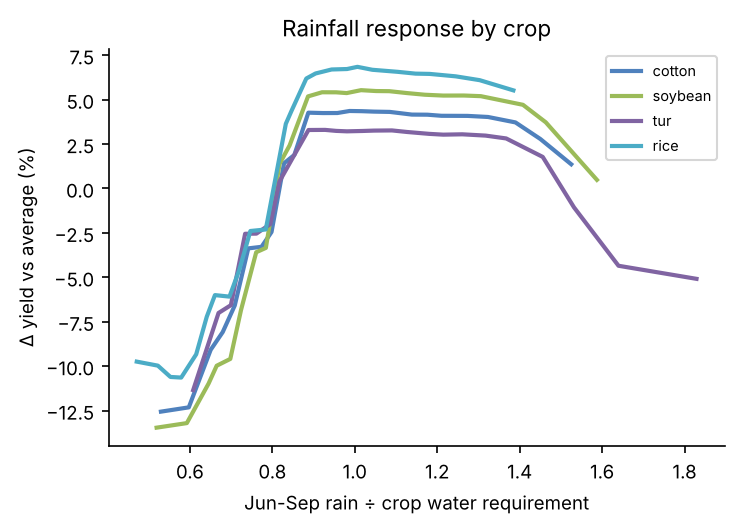 Rainfall response by crop
cotton
soybean
tur
rice
Δ yield vs average (%)
7.5
5.0
2.5
0.0
−2.5
−5.0
−7.5
−10.0
−12.5
0.6 0.8 1.0 1.2 1.4 1.6 1.8
Jun-Sep rain ÷ crop water requirement